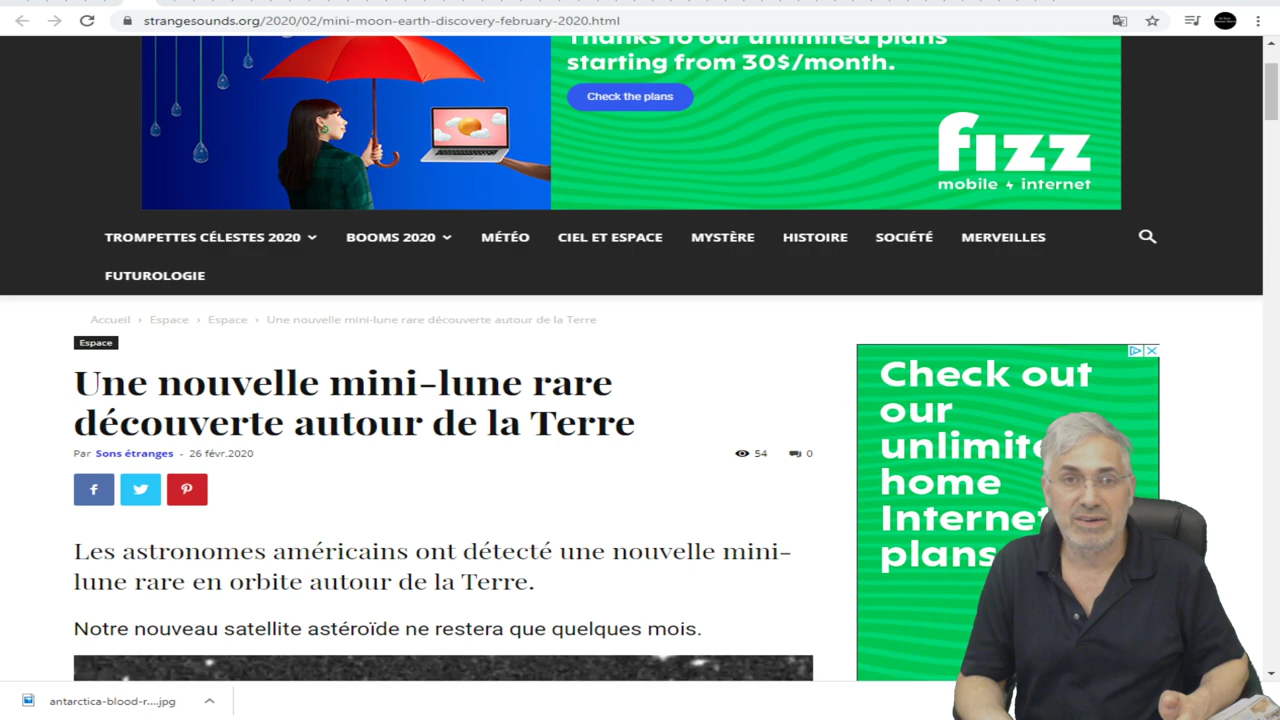 strangesounds.org/2020/02/mini-moon-earth-discovery-february-2020.html
Thanks to our unlimited plans
starting from 30$/month.
Check the plans
fizz
mobile internet
TROMPETTES CÉLESTES 2020
BOOMS 2020
MÉTÉO
CIEL ET ESPACE
MYSTÈRE
HISTOIRE
SOCIÉTÉ
MERVEILLES
FUTUROLOGIE
Accueil › Espace › Espace › Une nouvelle mini-lune rare découverte autour de la Terre
Espace
Une nouvelle mini-lune rare
découverte autour de la Terre
Par Sons étranges - 26 févr.2020
54
0
Les astronomes américains ont détecté une nouvelle mini-
lune rare en orbite autour de la Terre.
Notre nouveau satellite astéroïde ne restera que quelques mois.
Check out
our
home
plans
antarctica-blood-r....jpg